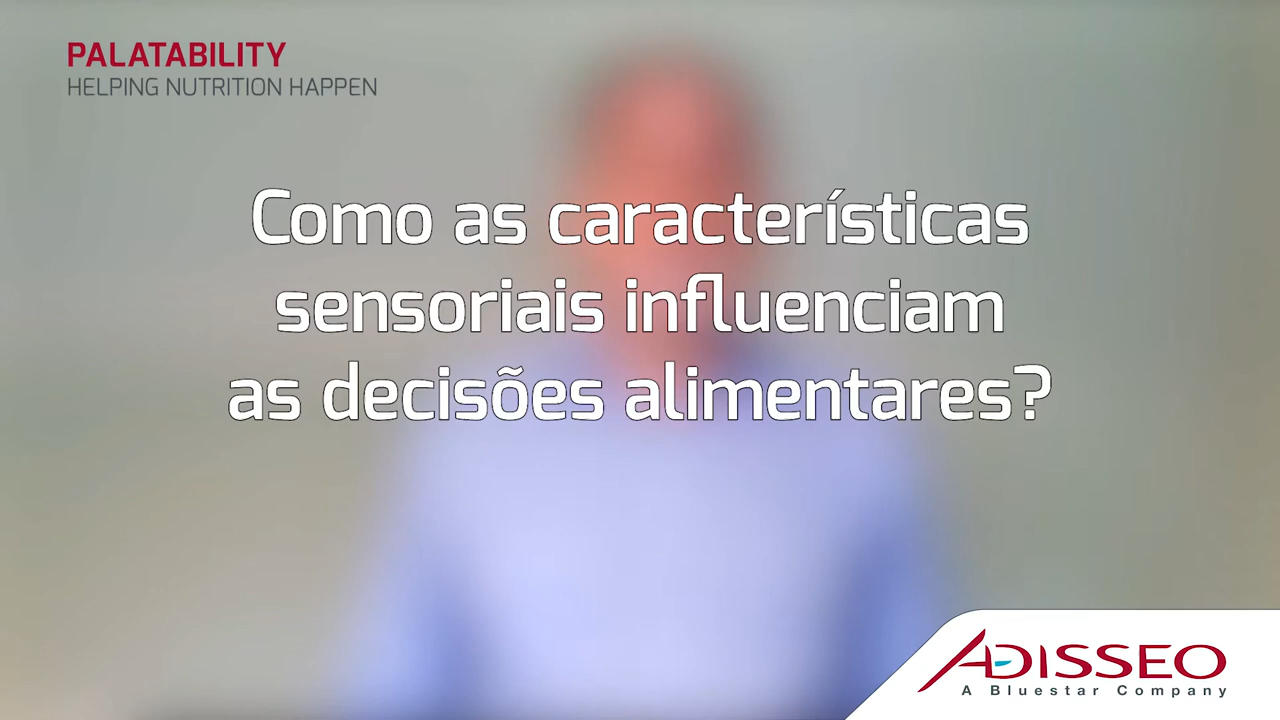 PALATABILITY
HELPING NUTRITION HAPPEN
Como as características
sensoriais influenciam
as decisões alimentares?
ADISSEO
A Bluestar Company